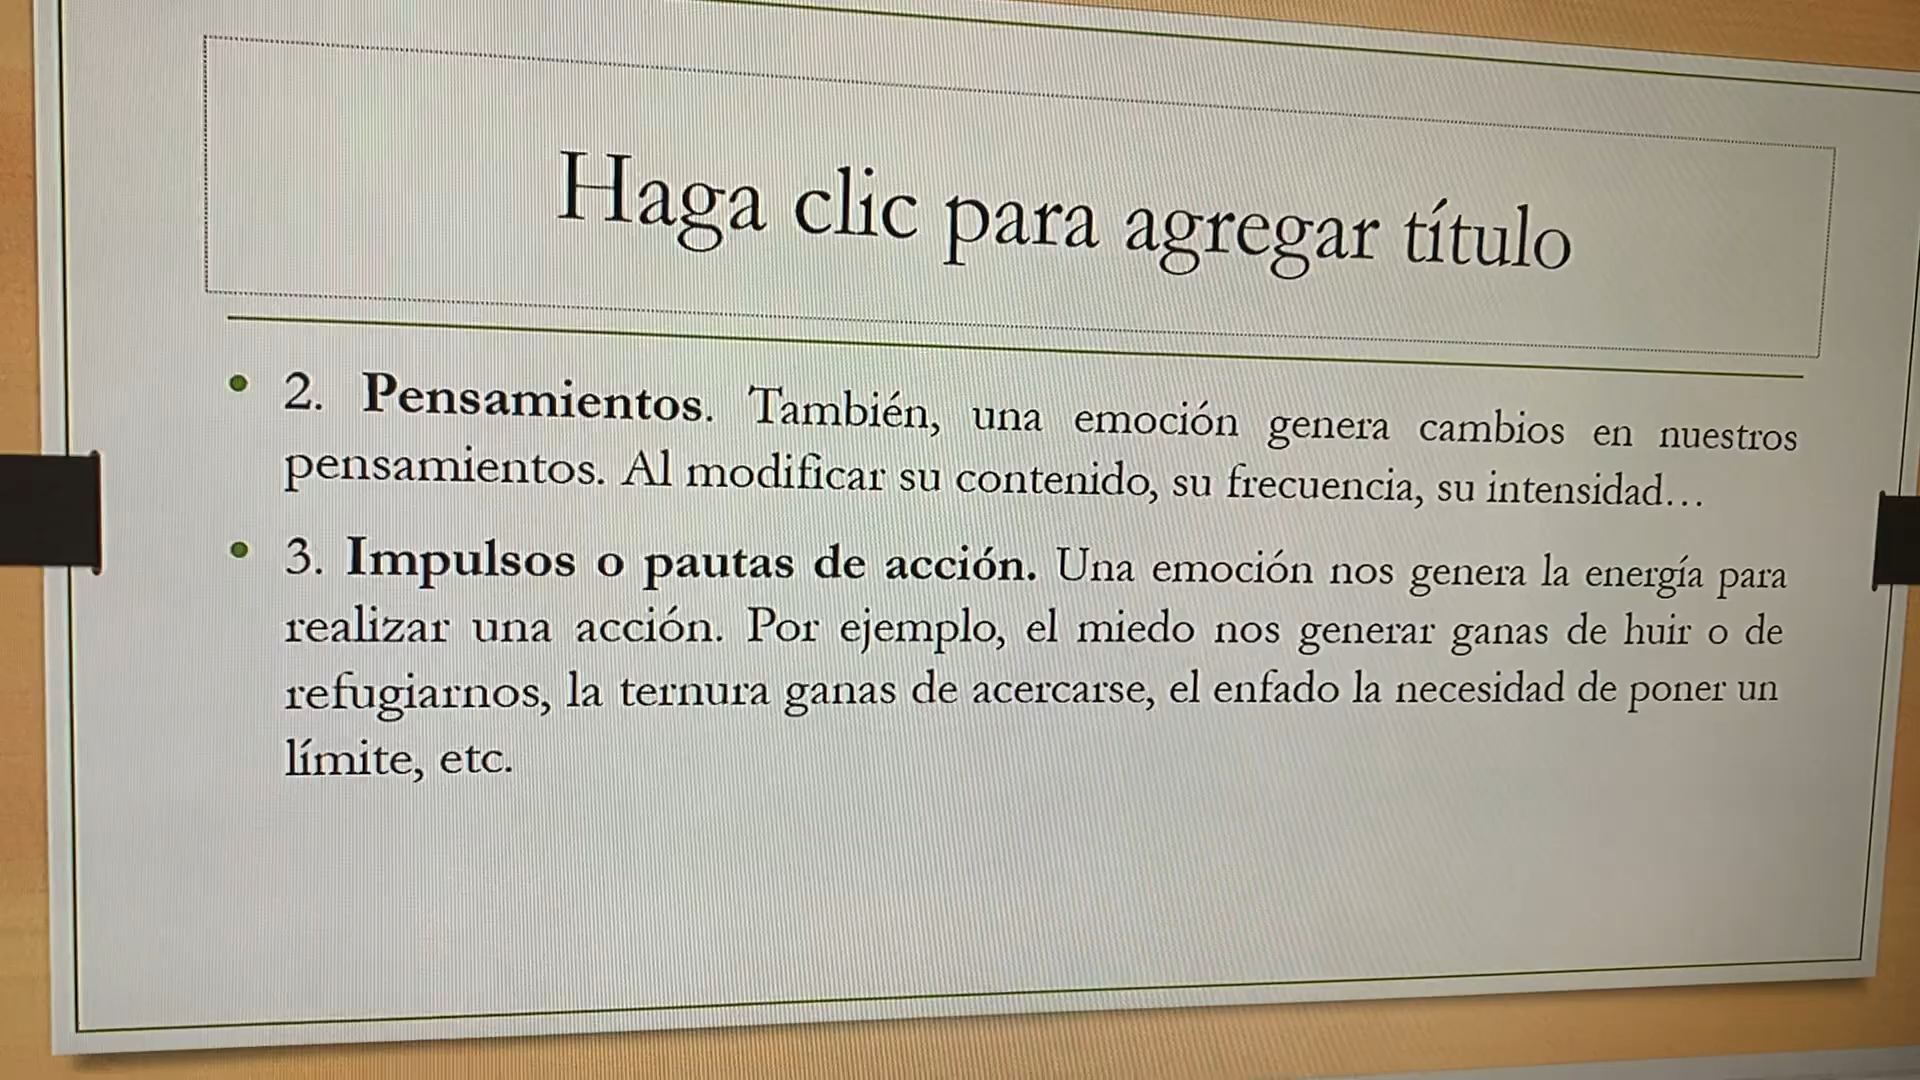 Haga clic para agregar título
• 2. Pensamientos. También, una emoción genera cambios en nuestros
pensamientos. Al modificar su contenido, su frecuencia, su intensidad…
• 3. Impulsos o pautas de acción. Una emoción nos genera la energía para
realizar una acción. Por ejemplo, el miedo nos generar ganas de huir o de
refugiarnos, la ternura ganas de acercarse, el enfado la necesidad de poner un
límite, etc.